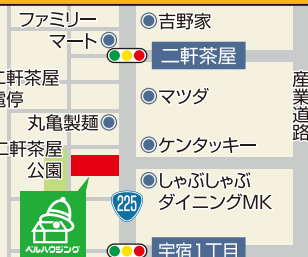 ファミリー
マート
吉野家
二軒茶屋
二軒茶屋
電停
マツダ
産業道路
丸亀製麺
ケンタッキー
二軒茶屋
公園
しゃぶしゃぶ
ダイニングMK
225
ベルハウジング
宇宿1丁目